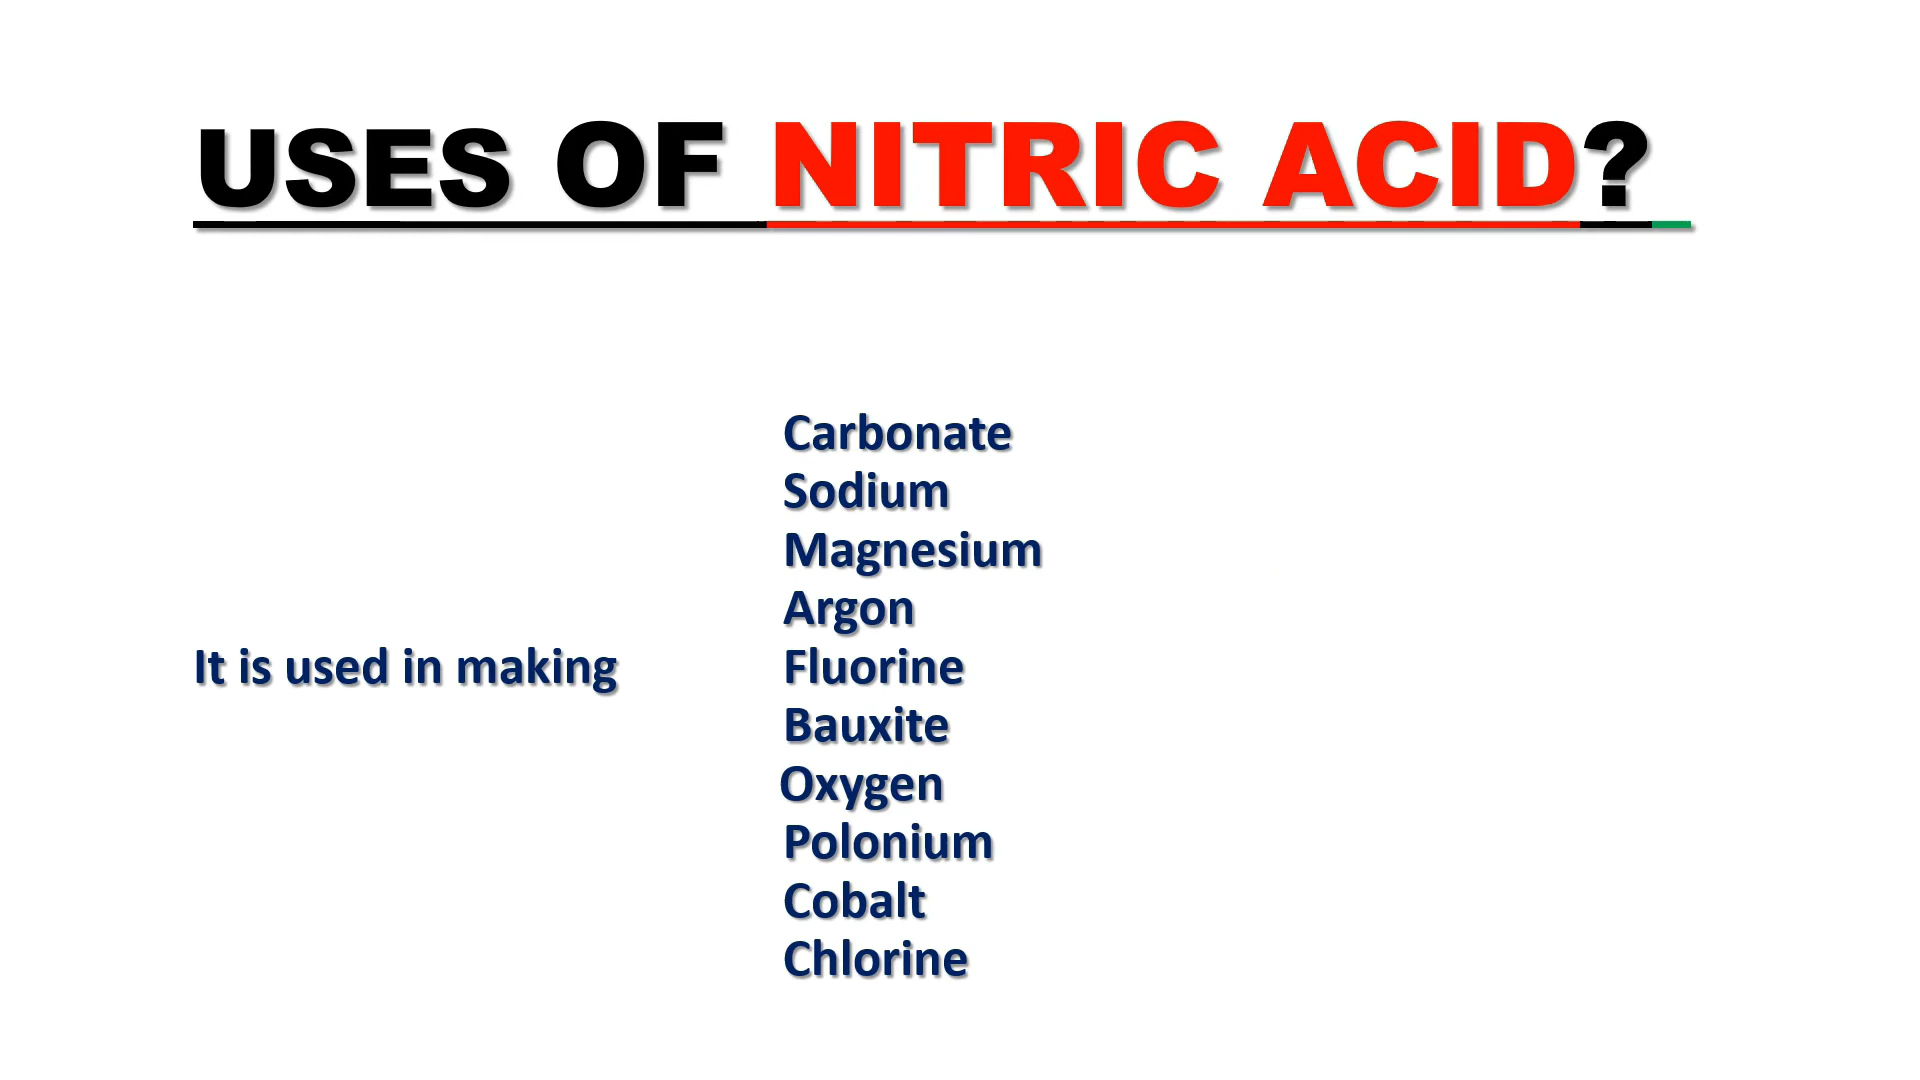 USES OF NITRIC ACID?
Carbonate
Sodium
Magnesium
Argon
It is used in making Fluorine
Bauxite
Oxygen
Polonium
Cobalt
Chlorine